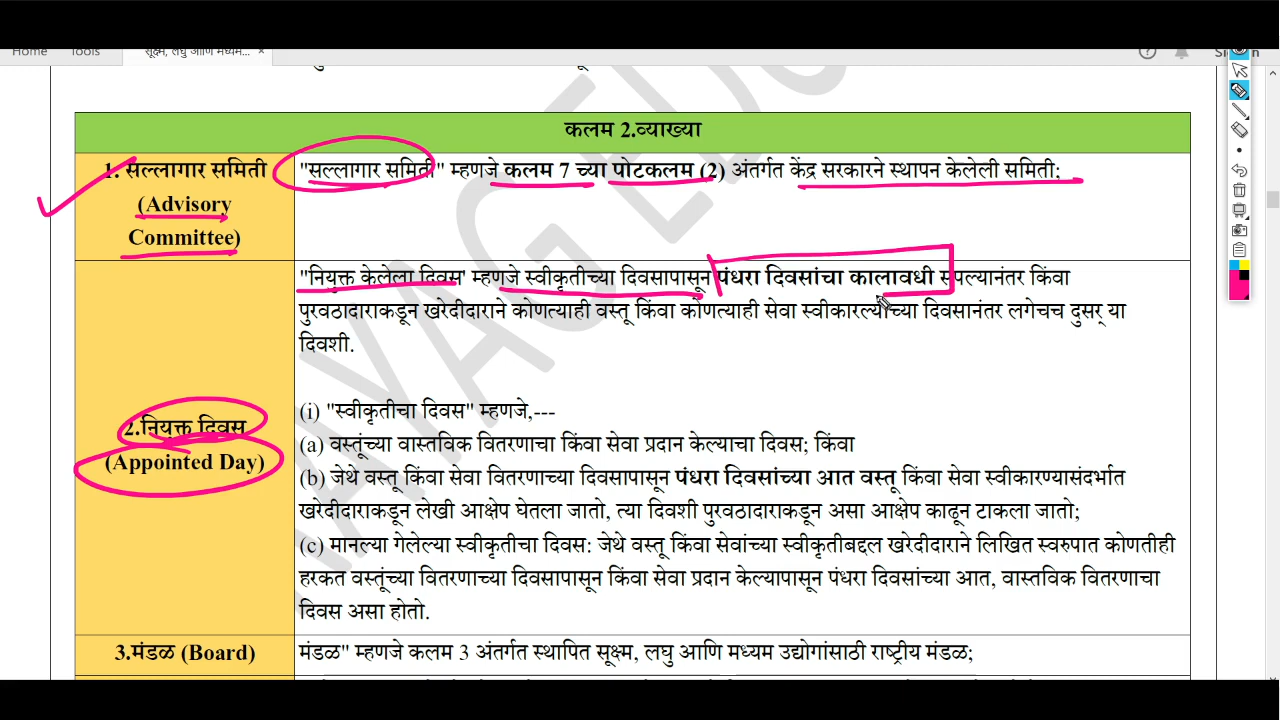 Home Tools सूक्ष्म, लघु आणि मध्यम... ×
कलम 2.व्याख्या
1. सल्लागार समिती
(Advisory
Committee)
"सल्लागार समिती" म्हणजे कलम 7 च्या पोटकलम (2) अंतर्गत केंद्र सरकारने स्थापन केलेली समिती;
2.नियुक्त दिवस
(Appointed Day)
"नियुक्त केलेला दिवस' म्हणजे स्वीकृतीच्या दिवसापासून पंधरा दिवसांचा कालावधी संपल्यानंतर किंवा
पुरवठादाराकडून खरेदीदाराने कोणत्याही वस्तू किंवा कोणत्याही सेवा स्वीकारल्याच्या दिवसानंतर लगेचच दुसर् या
दिवशी.
(i) "स्वीकृतीचा दिवस" म्हणजे,---
(a) वस्तूंच्या वास्तविक वितरणाचा किंवा सेवा प्रदान केल्याचा दिवस; किंवा
(b) जेथे वस्तू किंवा सेवा वितरणाच्या दिवसापासून पंधरा दिवसांच्या आत वस्तू किंवा सेवा स्वीकारण्यासंदर्भात
खरेदीदाराकडून लेखी आक्षेप घेतला जातो, त्या दिवशी पुरवठादाराकडून असा आक्षेप काढून टाकला जातो;
(c) मानल्या गेलेल्या स्वीकृतीचा दिवस: जेथे वस्तू किंवा सेवांच्या स्वीकृतीबद्दल खरेदीदाराने लिखित स्वरुपात कोणतीही
हरकत वस्तूंच्या वितरणाच्या दिवसापासून किंवा सेवा प्रदान केल्यापासून पंधरा दिवसांच्या आत, वास्तविक वितरणाचा
दिवस असा होतो.
3.मंडळ (Board)
मंडळ" म्हणजे कलम 3 अंतर्गत स्थापित सूक्ष्म, लघु आणि मध्यम उद्योगांसाठी राष्ट्रीय मंडळ;